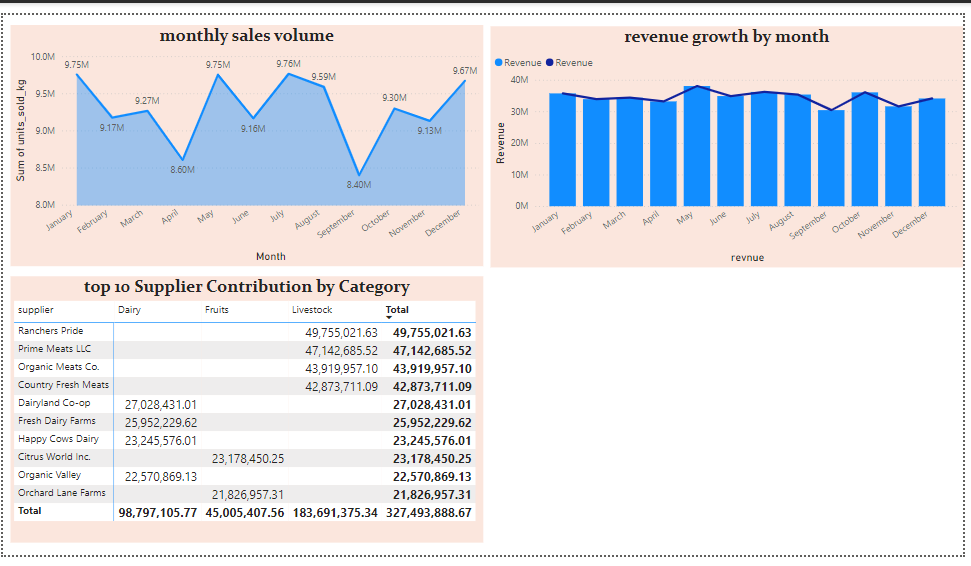 monthly sales volume
Sum of units_sold_kg
10.0M
9.5M
9.0M
8.5M
8.0M
9.75M
9.17M
9.27M
8.60M
9.75M
9.16M
9.76M
9.59M
8.40M
9.30M
9.13M
9.67M
January
February
March
April
May
June
July
August
September
October
November
December
Month
revenue growth by month
Revenue Revenue
Revenue
40M
30M
20M
10M
0M
January
February
March
April
May
June
July
August
September
October
November
December
revnue
top 10 Supplier Contribution by Category
supplier Dairy Fruits Livestock Total
Ranchers Pride 49,755,021.63 49,755,021.63
Prime Meats LLC 47,142,685.52 47,142,685.52
Organic Meats Co. 43,919,957.10 43,919,957.10
Country Fresh Meats 42,873,711.09 42,873,711.09
Dairyland Co-op 27,028,431.01 27,028,431.01
Fresh Dairy Farms 25,952,229.62 25,952,229.62
Happy Cows Dairy 23,245,576.01 23,245,576.01
Citrus World Inc. 23,178,450.25 23,178,450.25
Organic Valley 22,570,869.13 22,570,869.13
Orchard Lane Farms 21,826,957.31 21,826,957.31
Total 98,797,105.77 45,005,407.56 183,691,375.34 327,493,888.67